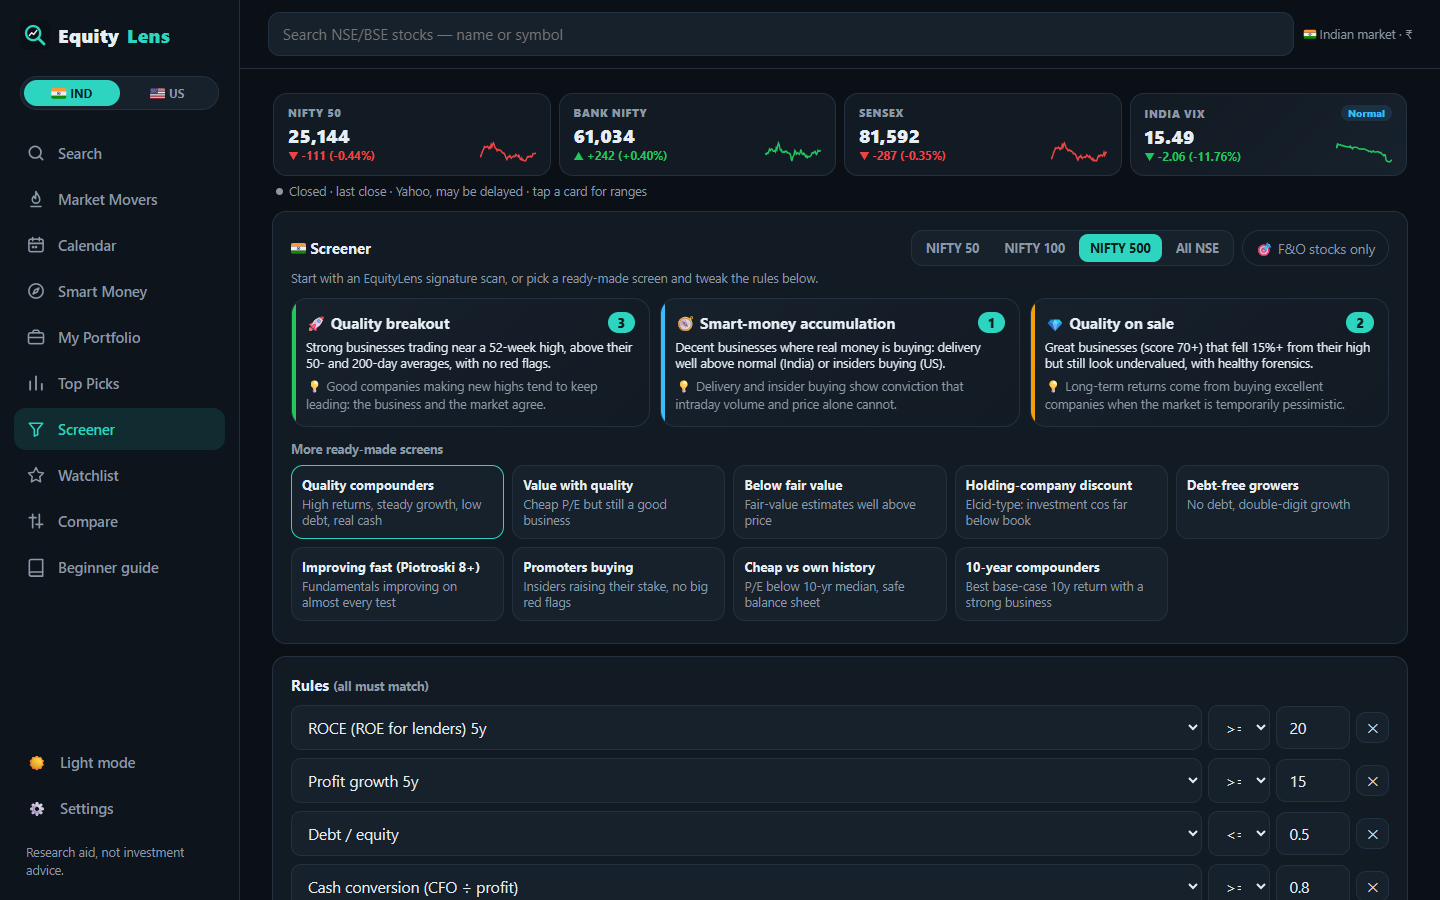 Equity Lens
IND
US
Search
Market Movers
Calendar
Smart Money
My Portfolio
Top Picks
Screener
Watchlist
Compare
Beginner guide
Light mode
Settings
Research aid, not investment
advice.
Search NSE/BSE stocks — name or symbol
Indian market · ₹
NIFTY 50
25,144
▼ -111 (-0.44%)
BANK NIFTY
61,034
▲ +242 (+0.40%)
SENSEX
81,592
▼ -287 (-0.35%)
INDIA VIX
Normal
15.49
▼ -2.06 (-11.76%)
Closed · last close · Yahoo, may be delayed · tap a card for ranges
Screener
NIFTY 50
NIFTY 100
NIFTY 500
All NSE
F&O stocks only
Start with an EquityLens signature scan, or pick a ready-made screen and tweak the rules below.
Quality breakout
3
Strong businesses trading near a 52-week high, above their
50- and 200-day averages, with no red flags.
Good companies making new highs tend to keep
leading: the business and the market agree.
Smart-money accumulation
1
Decent businesses where real money is buying: delivery
well above normal (India) or insiders buying (US).
Delivery and insider buying show conviction that
intraday volume and price alone cannot.
Quality on sale
2
Great businesses (score 70+) that fell 15%+ from their high
but still look undervalued, with healthy forensics.
Long-term returns come from buying excellent
companies when the market is temporarily pessimistic.
More ready-made screens
Quality compounders
High returns, steady growth, low
debt, real cash
Value with quality
Cheap P/E but still a good
business
Below fair value
Fair-value estimates well above
price
Holding-company discount
Elcid-type: investment cos far
below book
Debt-free growers
No debt, double-digit growth
Improving fast (Piotroski 8+)
Fundamentals improving on
almost every test
Promoters buying
Insiders raising their stake, no big
red flags
Cheap vs own history
P/E below 10-yr median, safe
balance sheet
10-year compounders
Best base-case 10y return with a
strong business
Rules (all must match)
ROCE (ROE for lenders) 5y
>=
20
×
Profit growth 5y
>=
15
×
Debt / equity
<=
0.5
×
Cash conversion (CFO ÷ profit)
>=
0.8
×